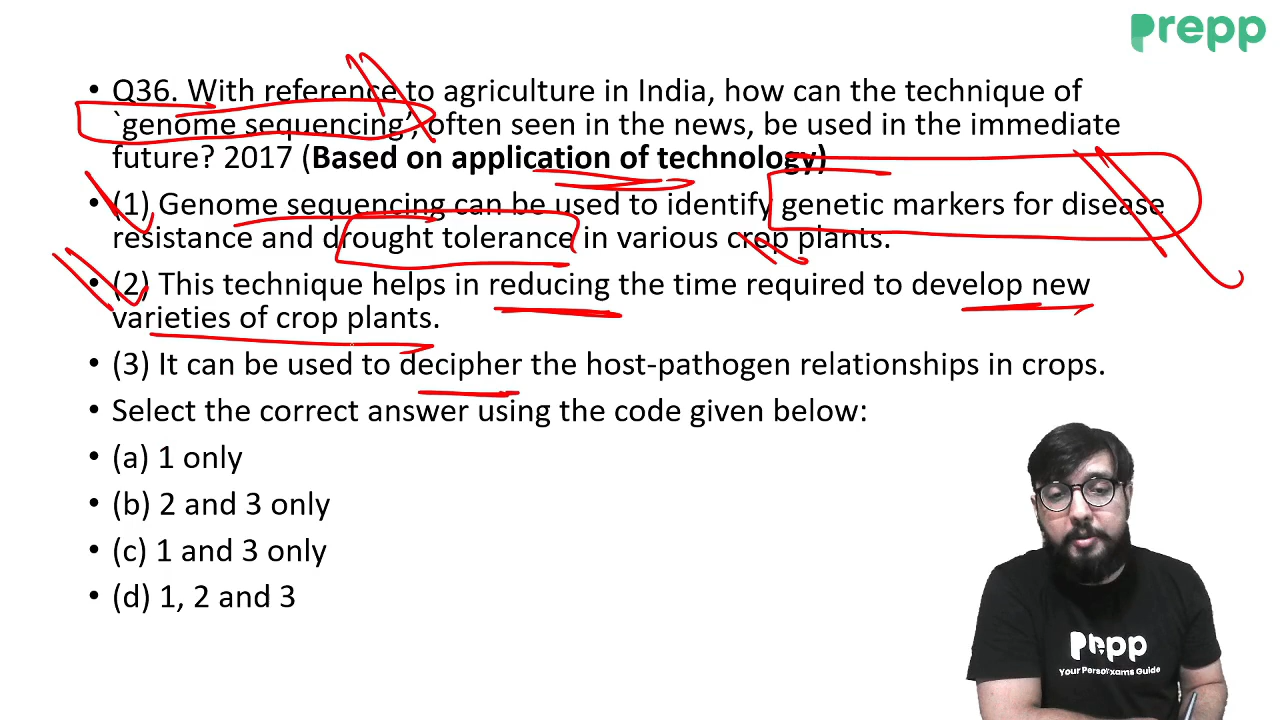 Prepp
• Q36. With reference to agriculture in India, how can the technique of
`genome sequencing', often seen in the news, be used in the immediate
future? 2017 (Based on application of technology)
• (1) Genome sequencing can be used to identify genetic markers for disease
resistance and drought tolerance in various crop plants.
• (2) This technique helps in reducing the time required to develop new
varieties of crop plants.
• (3) It can be used to decipher the host-pathogen relationships in crops.
• Select the correct answer using the code given below:
• (a) 1 only
• (b) 2 and 3 only
• (c) 1 and 3 only
• (d) 1, 2 and 3
Prepp
Your Personal Exams Guide